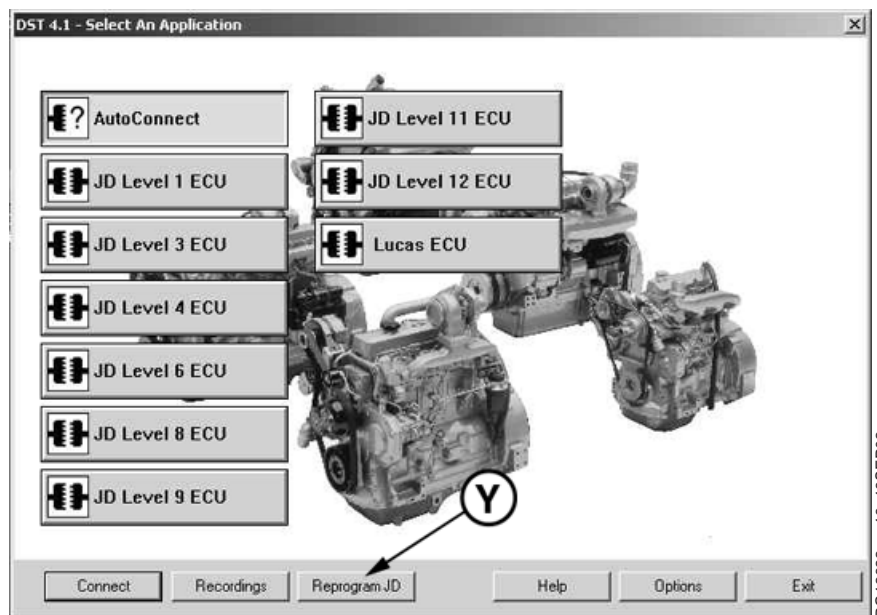 DST 4.1 - Select An Application
AutoConnect
JD Level 1 ECU
JD Level 3 ECU
JD Level 4 ECU
JD Level 6 ECU
JD Level 8 ECU
JD Level 9 ECU
JD Level 11 ECU
JD Level 12 ECU
Lucas ECU
Y
Connect
Recordings
Reprogram JD
Help
Options
Exit